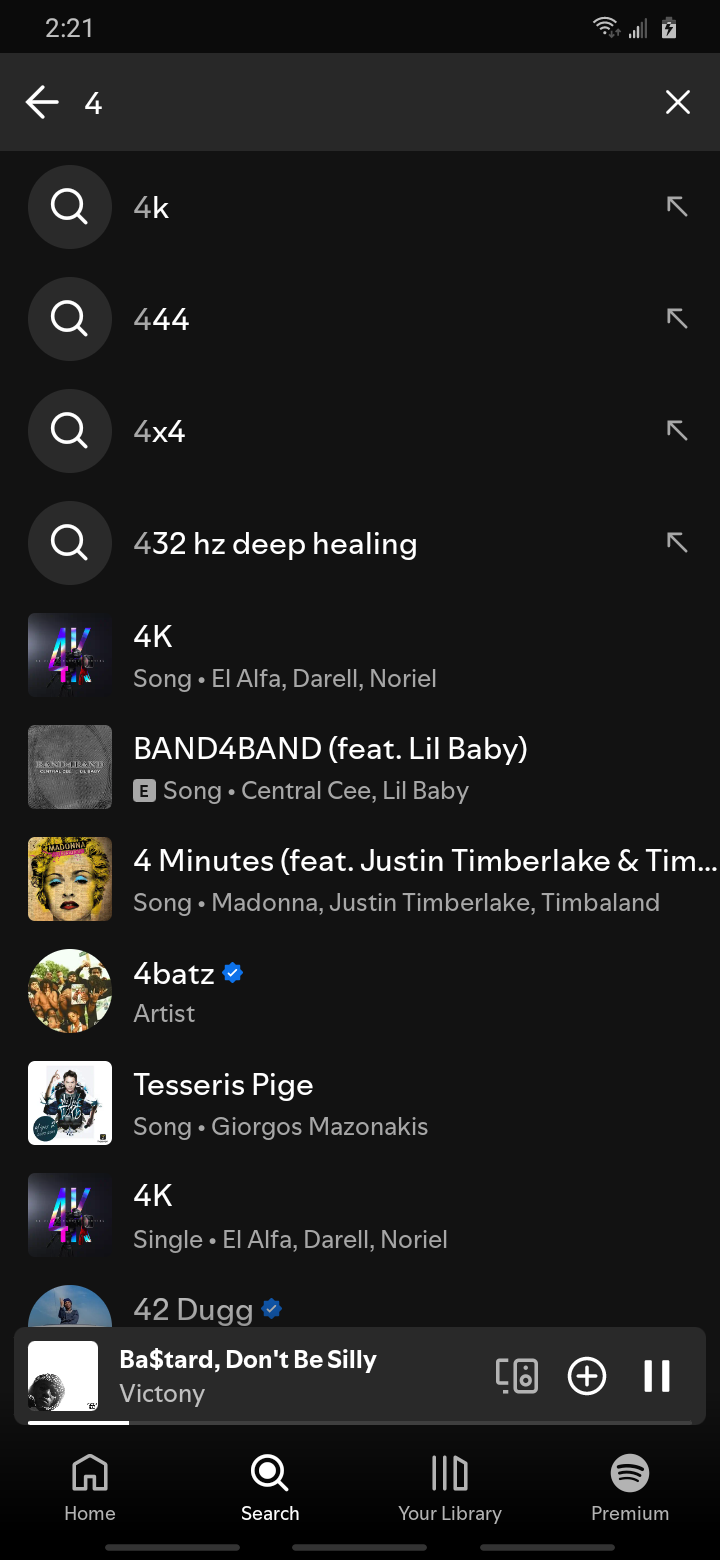 2:21
4
4k
444
4x4
432 hz deep healing
4K
Song • El Alfa, Darell, Noriel
BAND4BAND (feat. Lil Baby)
E Song • Central Cee, Lil Baby
MADONNA
4 Minutes (feat. Justin Timberlake & Tim...
Song • Madonna, Justin Timberlake, Timbaland
4batz
Artist
Tesseris Pige
Song • Giorgos Mazonakis
4K
Single • El Alfa, Darell, Noriel
42 Dugg
Ba$tard, Don't Be Silly
Victony
Home
Search
Your Library
Premium